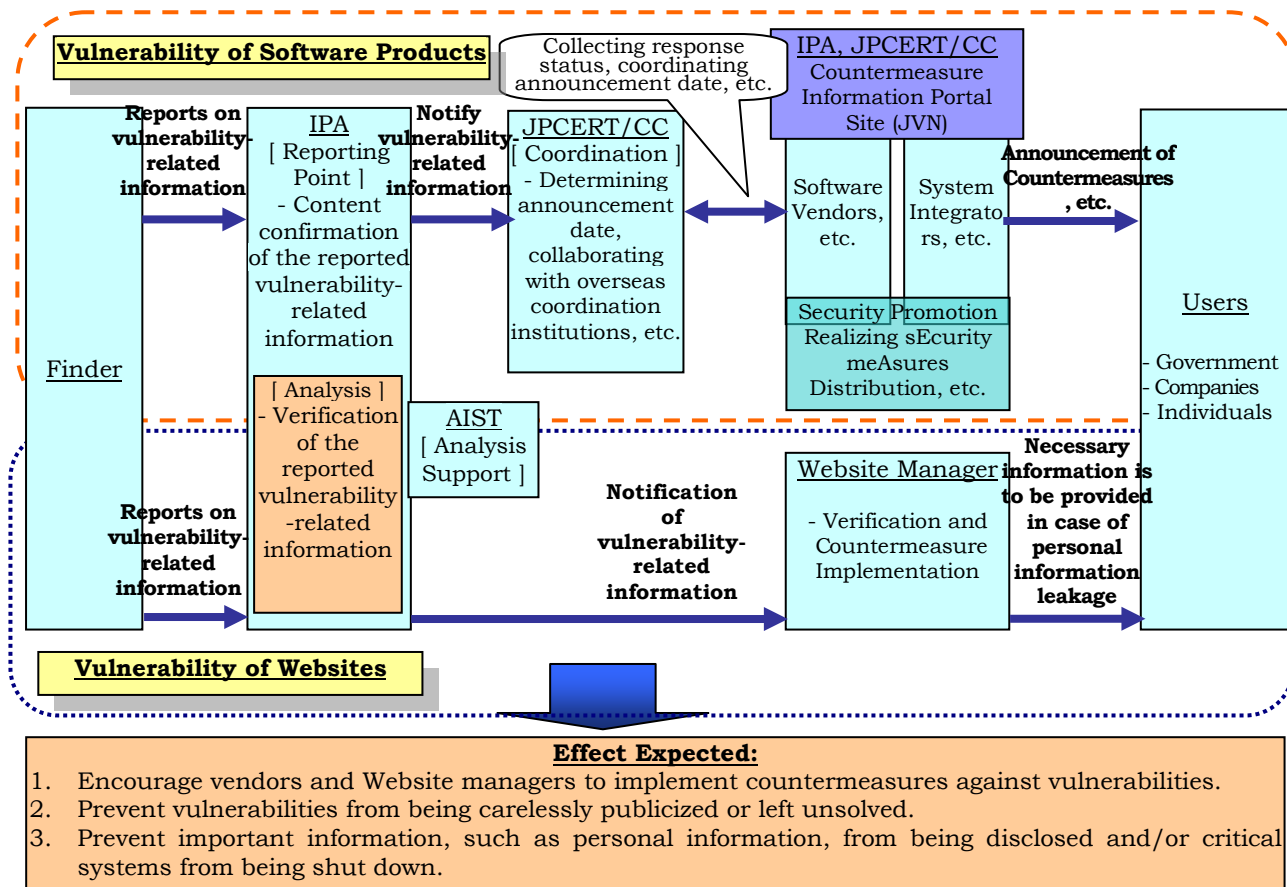 Vulnerability of Software Products
Collecting response
status, coordinating
announcement date, etc.
IPA, JPCERT/CC
Countermeasure
Information Portal
Site (JVN)
Finder
Reports on
vulnerability-
related
information
IPA
[ Reporting
Point ]
- Content
confirmation
of the reported
vulnerability-
related
information
Notify
vulnerability-
related
information
JPCERT/CC
[ Coordination ]
- Determining
announcement
date,
collaborating
with overseas
coordination
institutions, etc.
Software
Vendors,
etc.
System
Integrato
rs, etc.
Security Promotion
Realizing sEcurity
meAsures
Distribution, etc.
Announcement of
Countermeasures
, etc.
Users
- Government
- Companies
- Individuals
[ Analysis ]
- Verification
of the
reported
vulnerability
-related
information
AIST
[ Analysis
Support ]
Reports on
vulnerability-
related
information
Notification
of
vulnerability-
related
information
Website Manager
- Verification and
Countermeasure
Implementation
Necessary
information is
to be provided
in case of
personal
information
leakage
Vulnerability of Websites
Effect Expected:
1. Encourage vendors and Website managers to implement countermeasures against vulnerabilities.
2. Prevent vulnerabilities from being carelessly publicized or left unsolved.
3. Prevent important information, such as personal information, from being disclosed and/or critical
systems from being shut down.